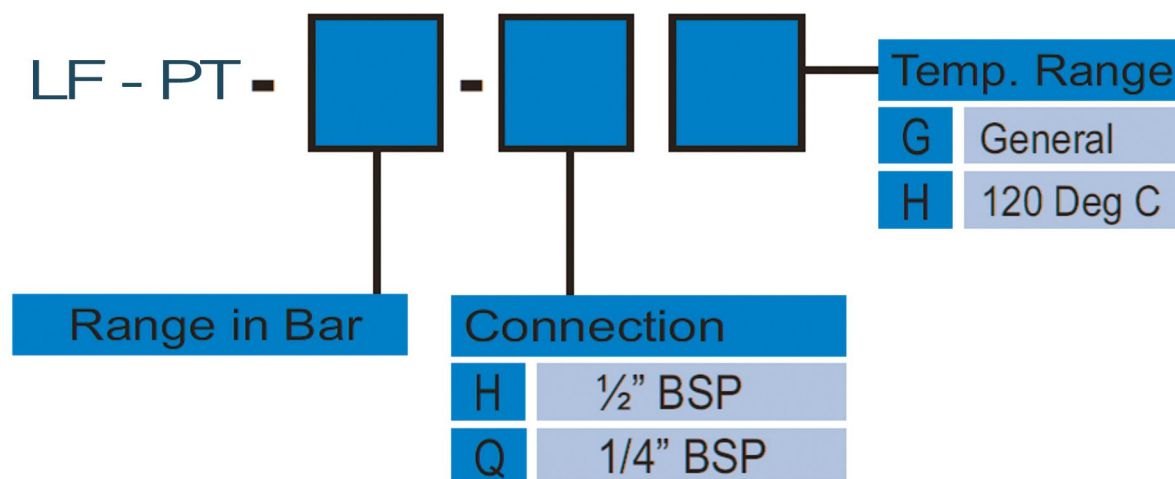 LF - PT - -
Temp. Range
G General
H 120 Deg C
Range in Bar
Connection
H ½” BSP
Q 1/4” BSP